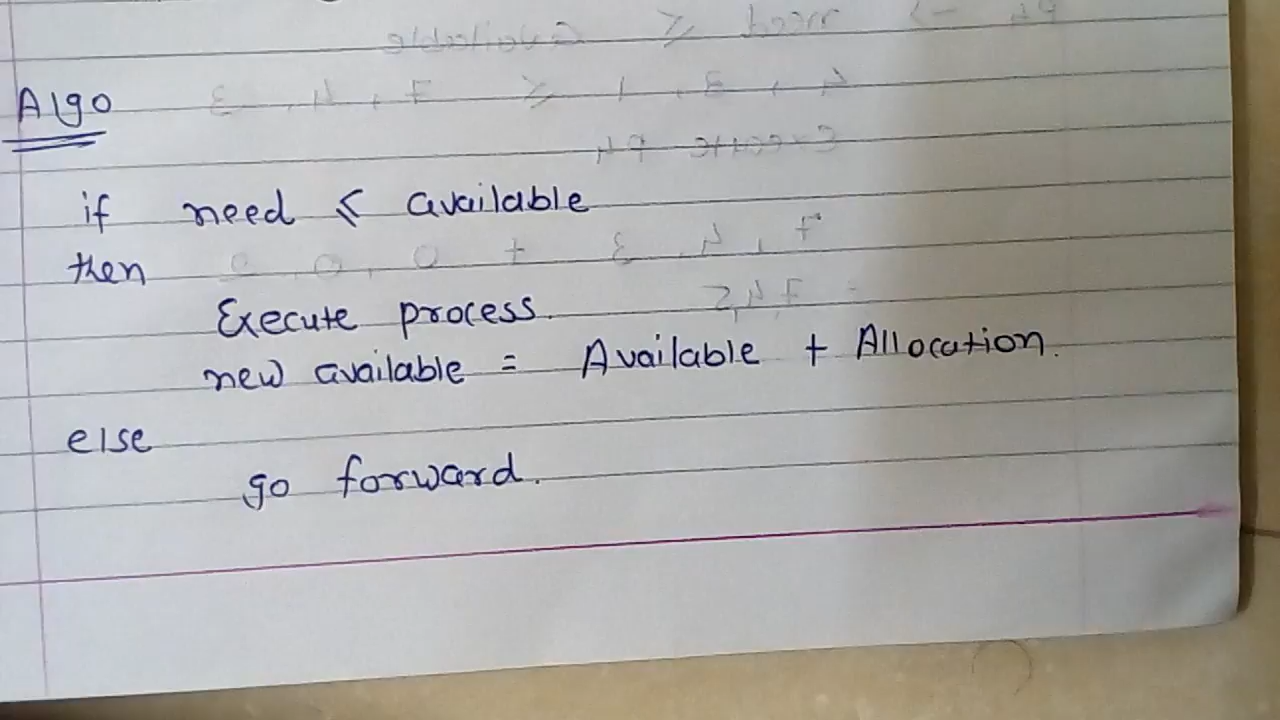 Algo
if need ≤ available
then
Execute process.
new available = Available + Allocation.
else
go forward.